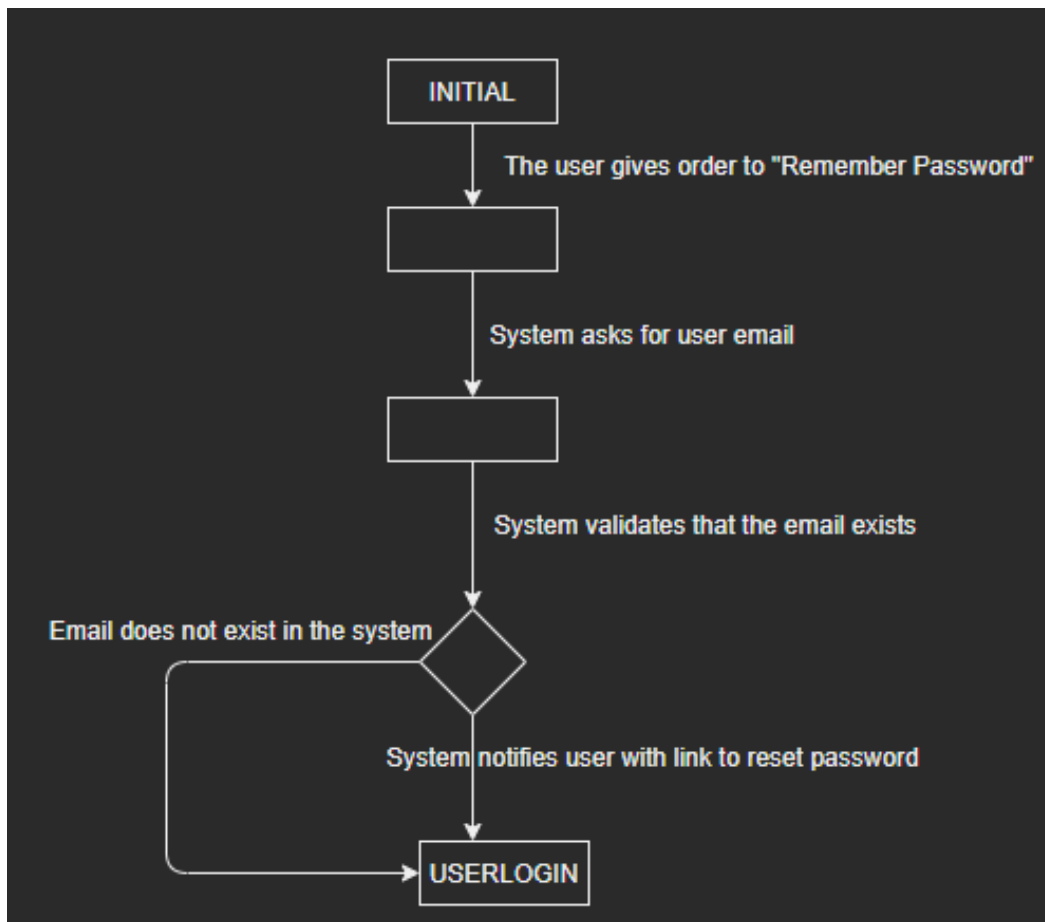 INITIAL
The user gives order to "Remember Password"
System asks for user email
System validates that the email exists
Email does not exist in the system
System notifies user with link to reset password
USERLOGIN